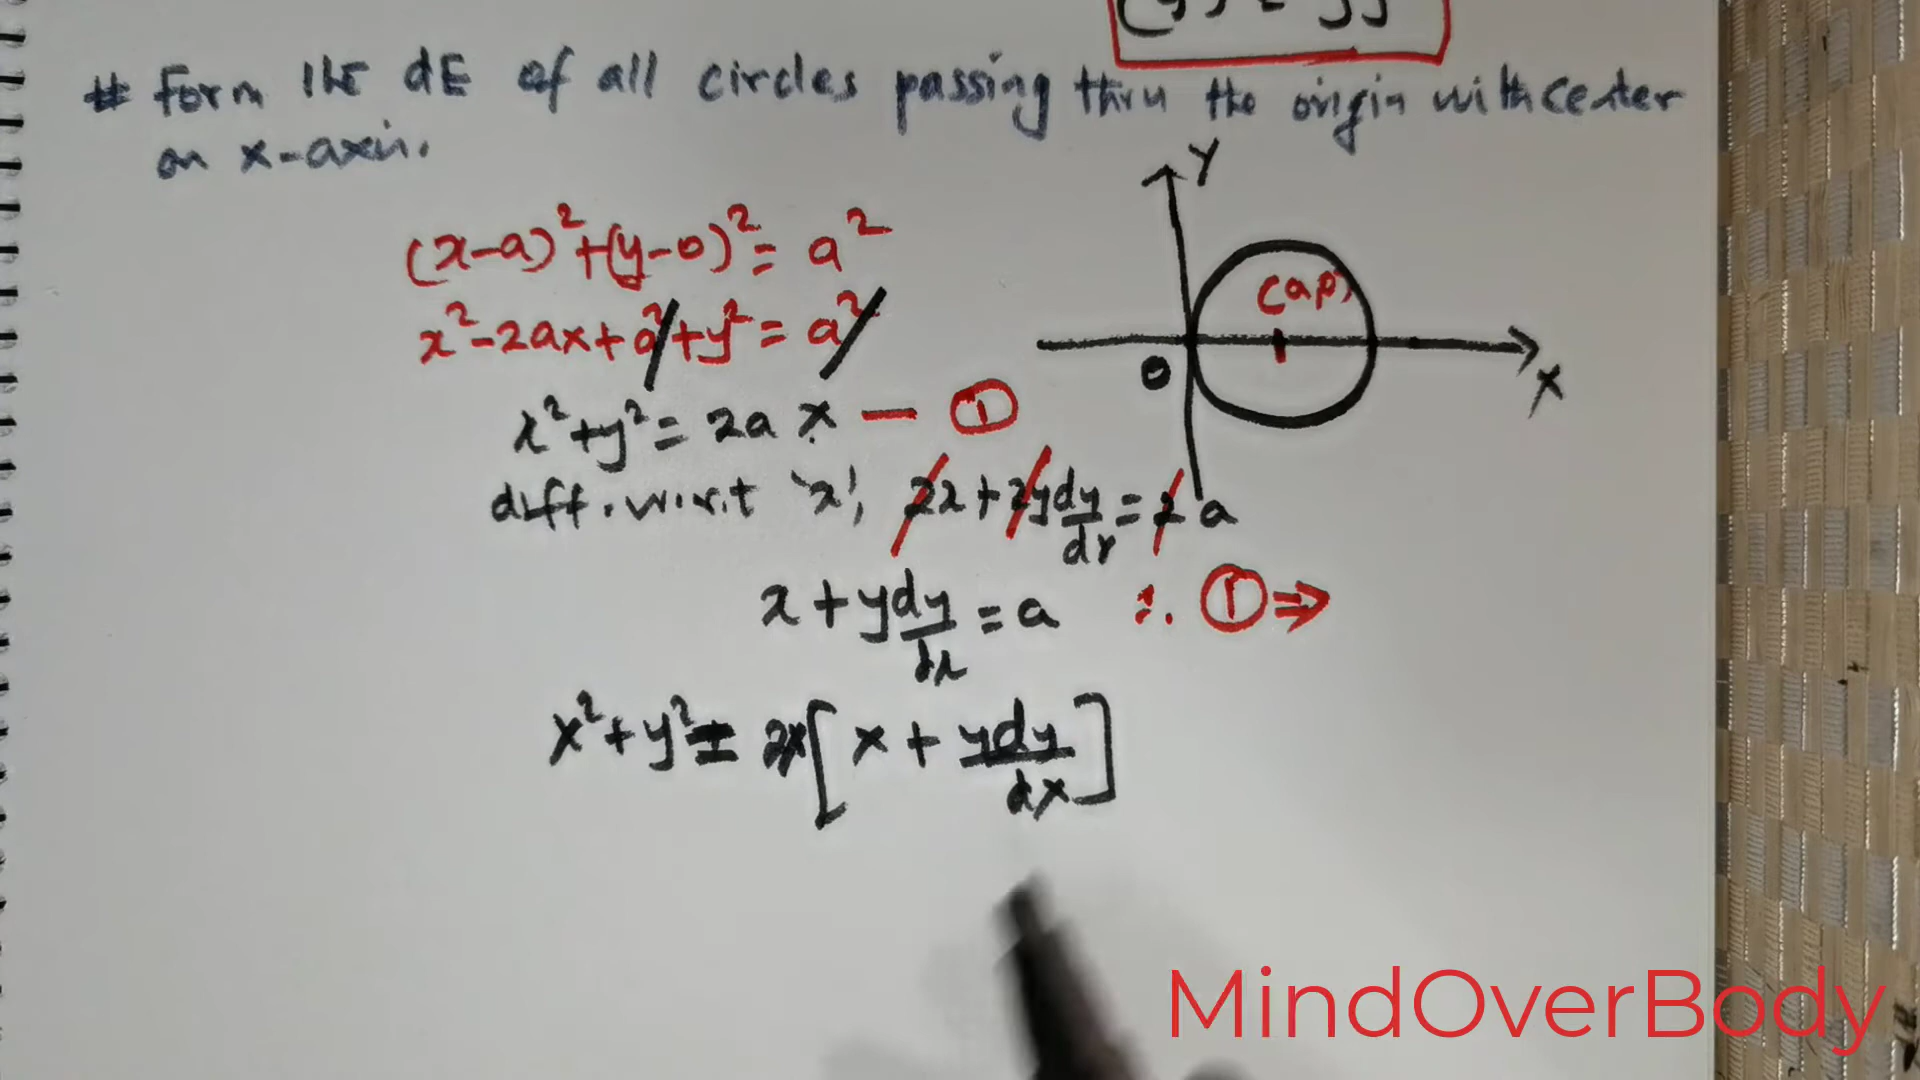 # Form the dE of all circles passing thru the origin with center
on x-axis.
Y
(x-a)²+(y-0)² = a²
(a,0)
x²-2ax+a²+y² = a²
O
X
x²+y² = 2a x — ①
diff. w.r.t 'x', 2x+2y dy/dx = 2a
x + y dy/dx = a ∴ ① ⇒
x²+y² = 2x[x + y dy/dx]
MindOverBody